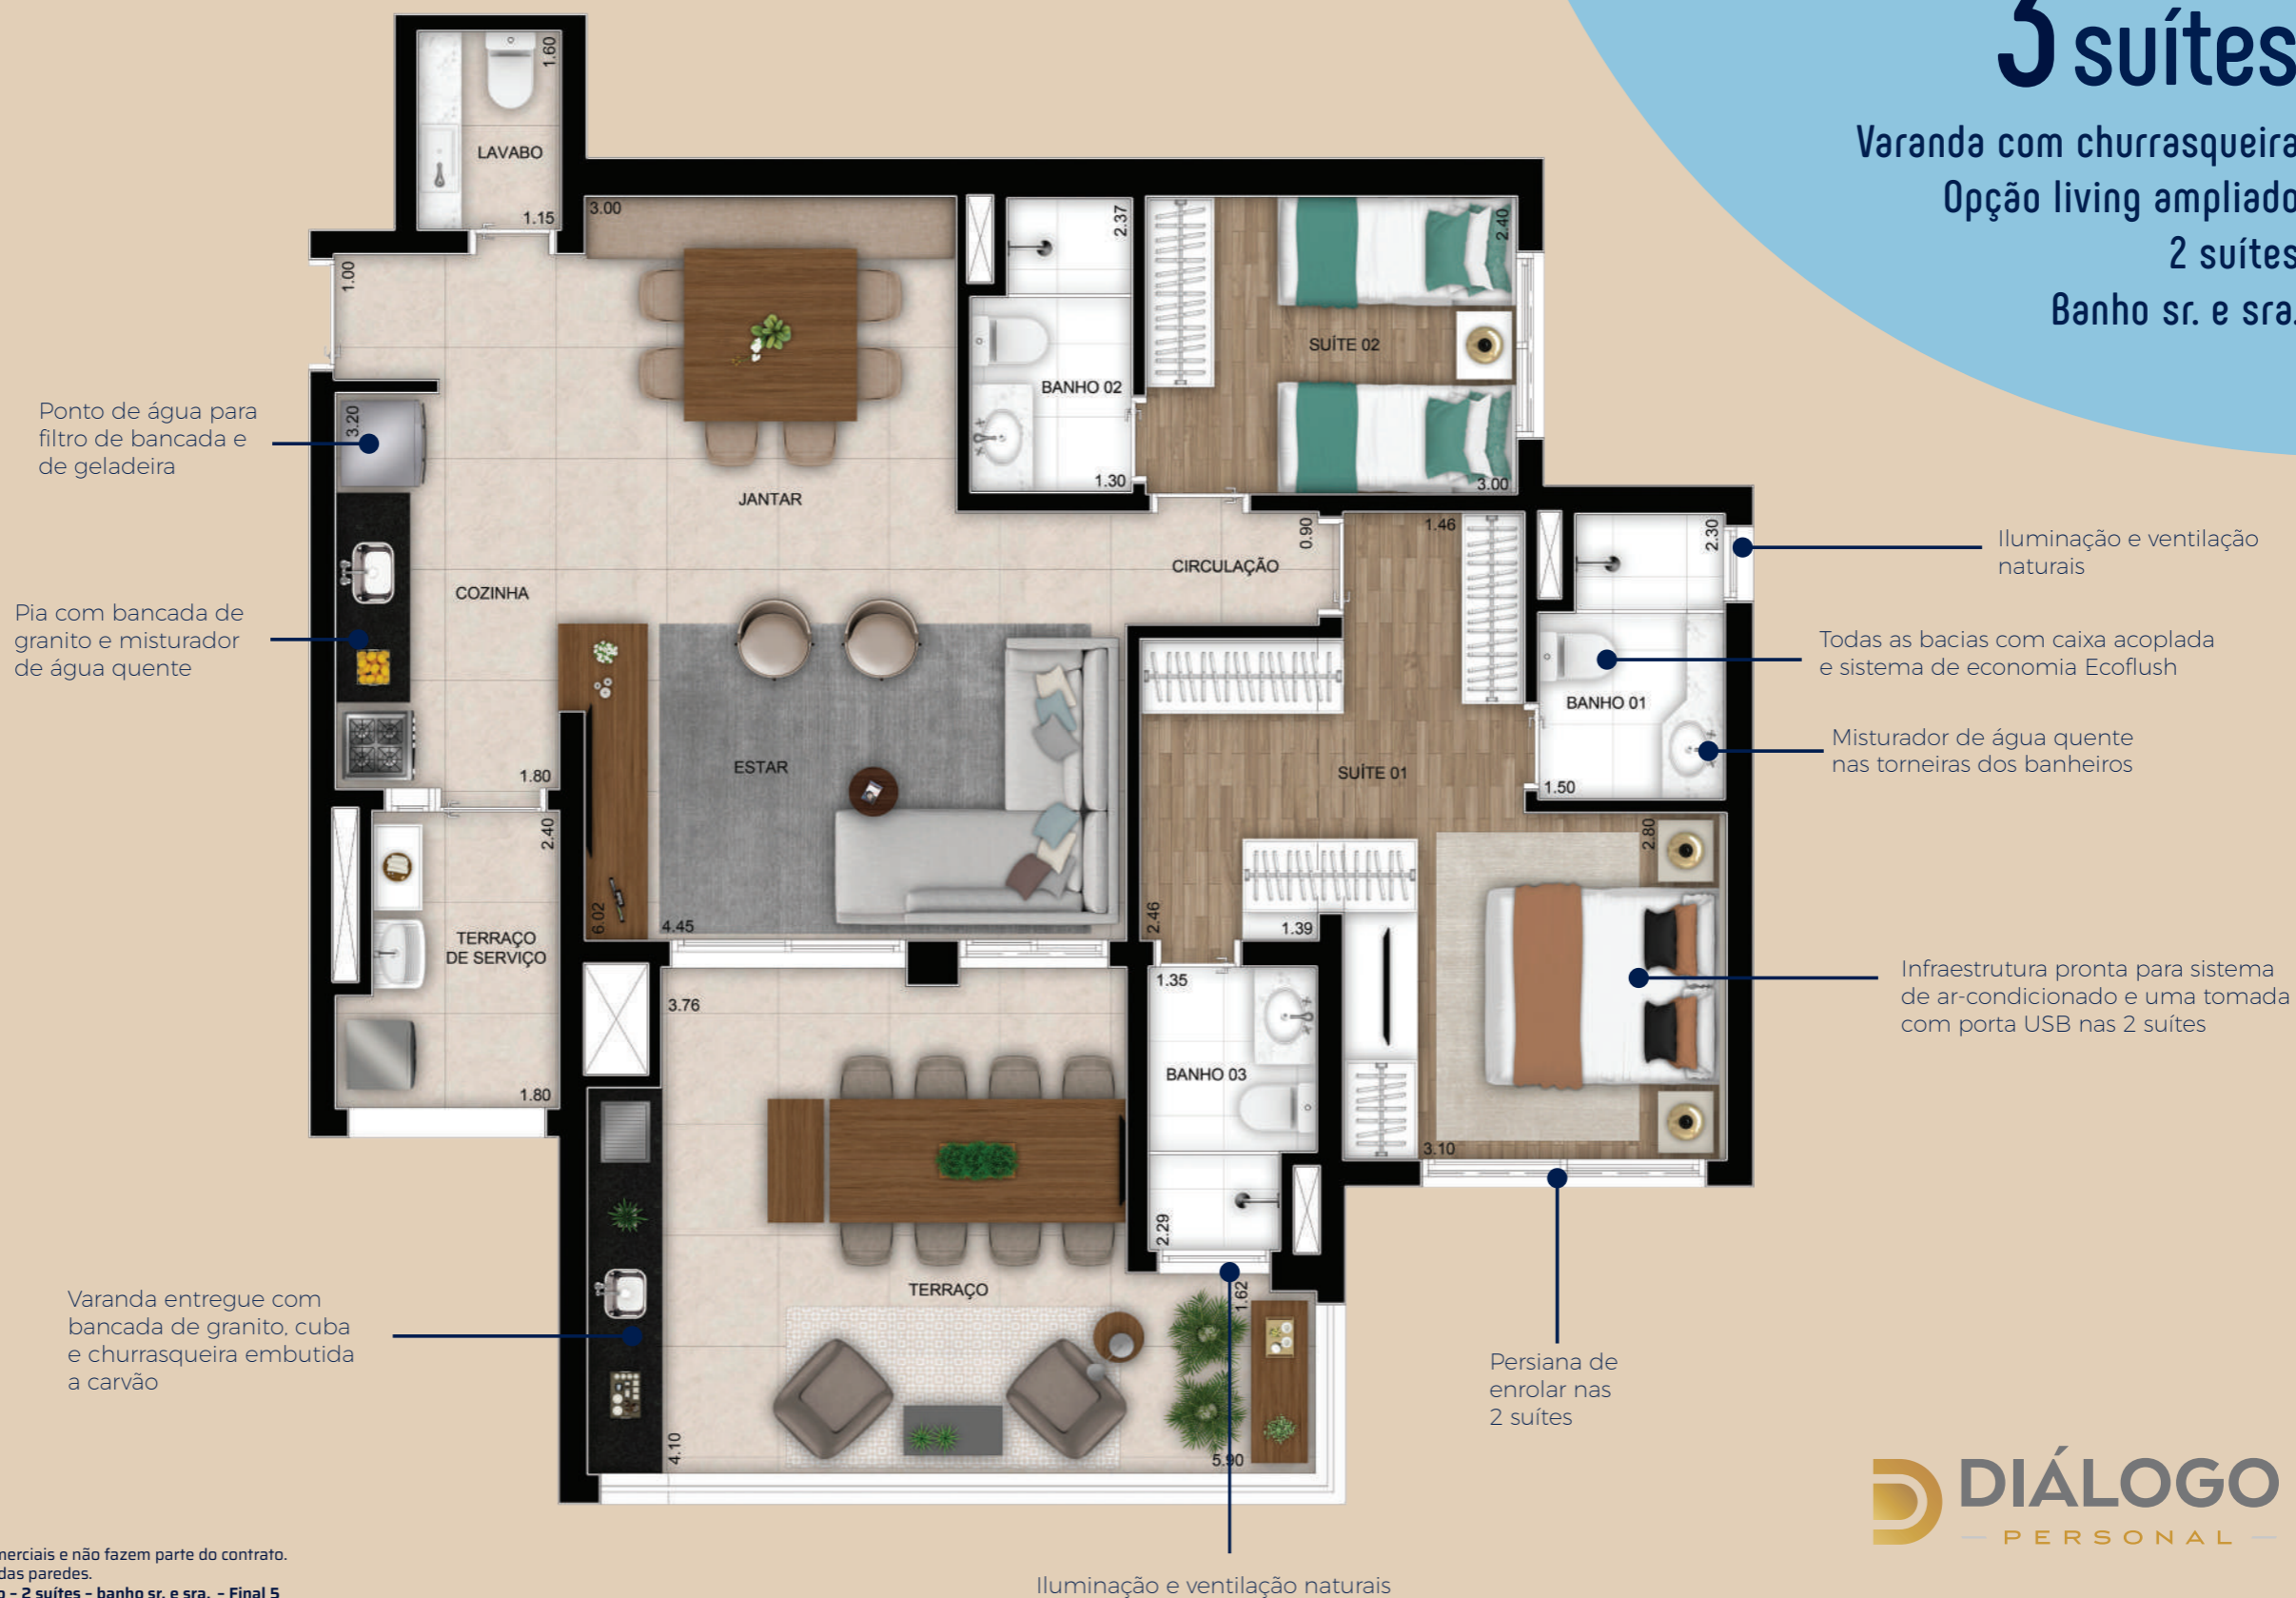 3 suítes
Varanda com churrasqueira
Opção living ampliado
2 suítes
Banho sr. e sra.
1.60
LAVABO
1.15
3.00
2.37
2.40
1.00
SUÍTE 02
BANHO 02
Ponto de água para
filtro de bancada e
de geladeira
3.20
1.30
3.00
JANTAR
1.46
0.90
2.30
Iluminação e ventilação
naturais
CIRCULAÇÃO
COZINHA
Pia com bancada de
granito e misturador
de água quente
Todas as bacias com caixa acoplada
e sistema de economia Ecoflush
BANHO 01
Misturador de água quente
nas torneiras dos banheiros
ESTAR
SUÍTE 01
1.80
1.50
2.40
2.80
6.02
4.45
2.46
1.39
TERRAÇO
DE SERVIÇO
1.35
3.76
Infraestrutura pronta para sistema
de ar-condicionado e uma tomada
com porta USB nas 2 suítes
BANHO 03
1.80
3.10
2.29
TERRAÇO
1.62
Varanda entregue com
bancada de granito, cuba
e churrasqueira embutida
a carvão
Persiana de
enrolar nas
2 suítes
4.10
5.90
DIÁLOGO
PERSONAL
e não fazem parte do contrato.
das paredes.
– 2 suítes – banho sr. e sra. – Final 5
Iluminação e ventilação naturais